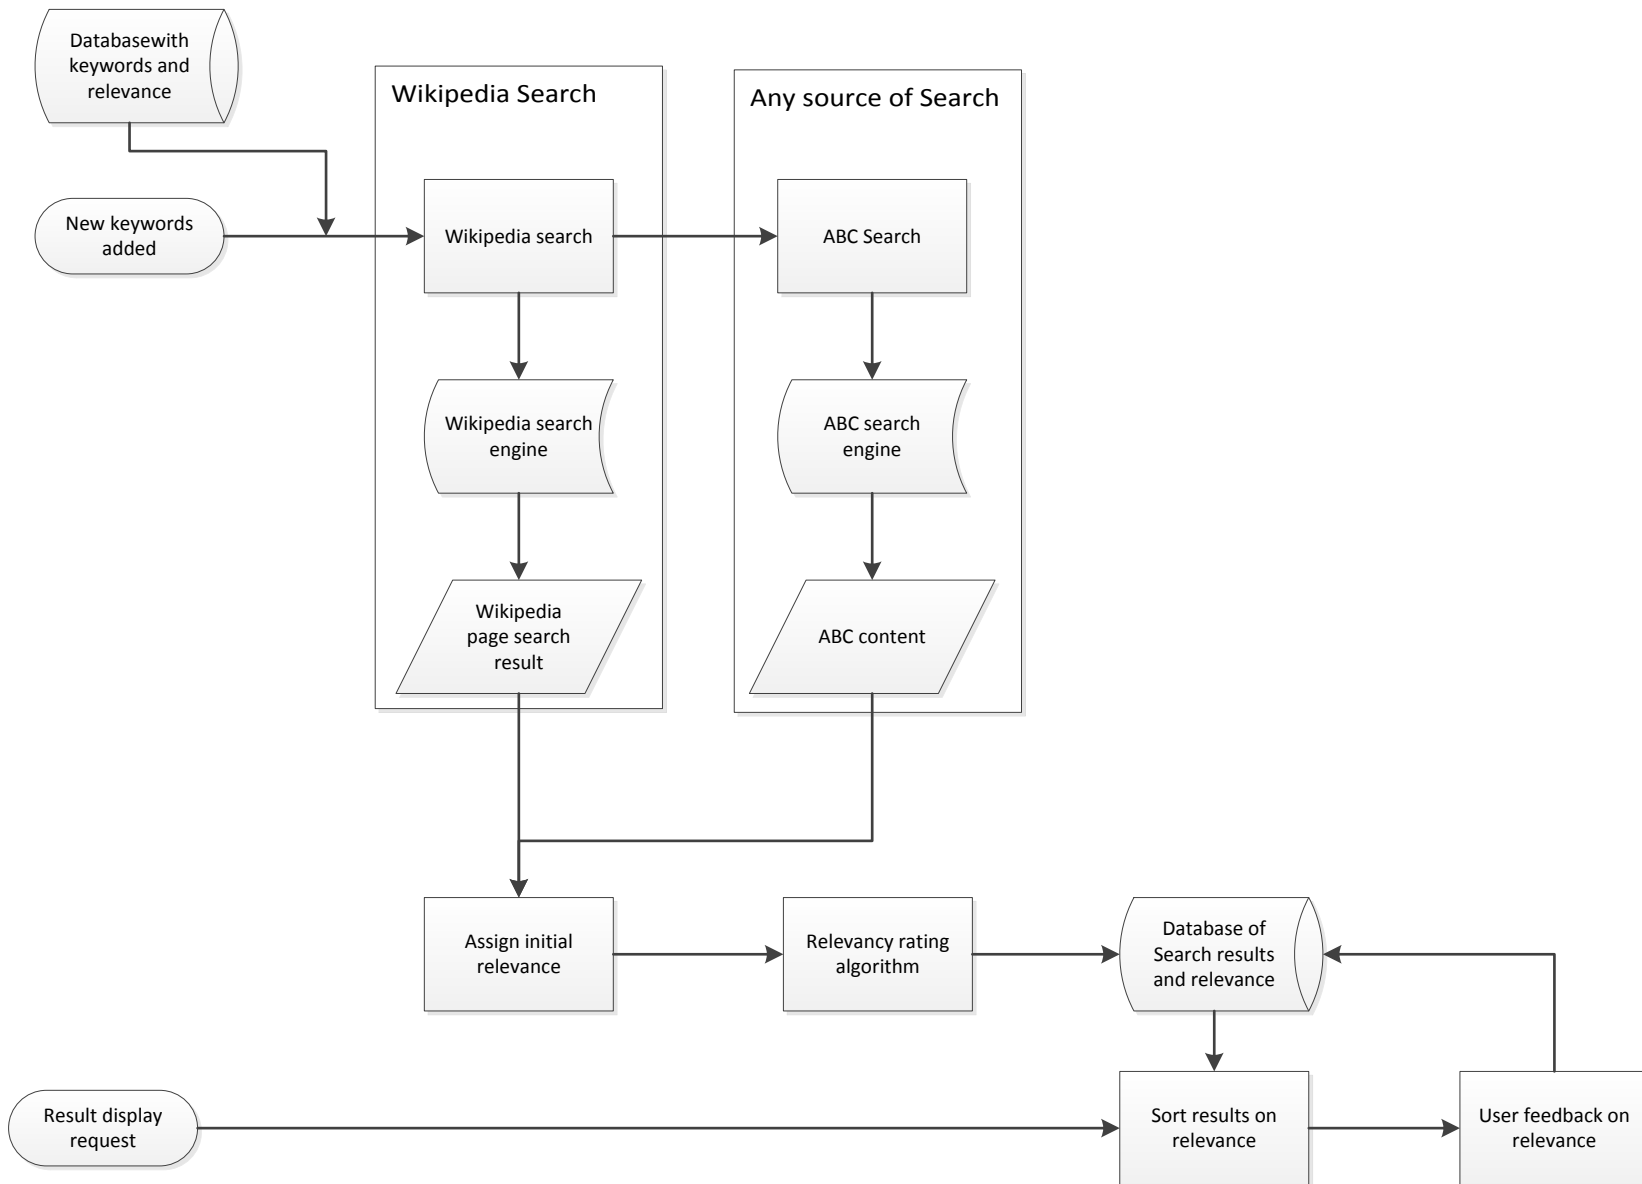 Databasewith
keywords and
relevance
Wikipedia Search
Any source of Search
New keywords
added
Wikipedia search
ABC Search
Wikipedia search
engine
ABC search
engine
Wikipedia
page search
result
ABC content
Assign initial
relevance
Relevancy rating
algorithm
Database of
Search results
and relevance
Result display
request
Sort results on
relevance
User feedback on
relevance